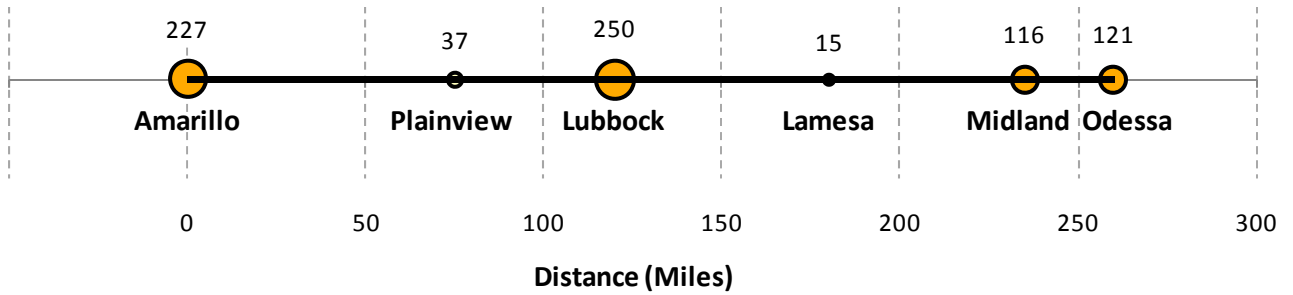 227 37 250 15 116 121
Amarillo Plainview Lubbock Lamesa Midland Odessa
0 50 100 150 200 250 300
Distance (Miles)